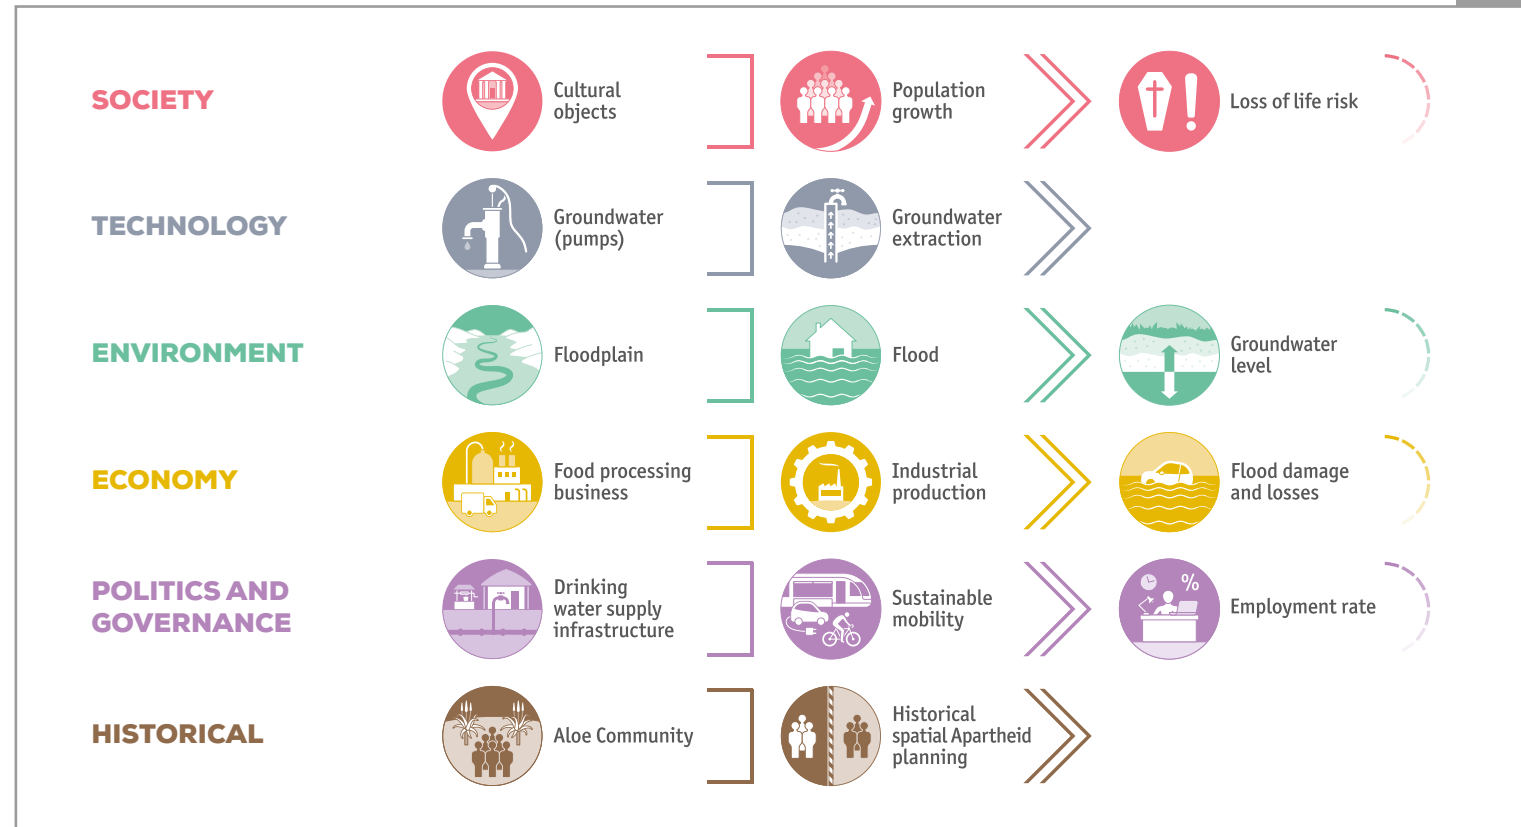 SOCIETY
Cultural
objects
Population
growth
Loss of life risk
TECHNOLOGY
Groundwater
(pumps)
Groundwater
extraction
ENVIRONMENT
Floodplain
Flood
Groundwater
level
ECONOMY
Food processing
business
Industrial
production
Flood damage
and losses
POLITICS AND
GOVERNANCE
Drinking
water supply
infrastructure
Sustainable
mobility
%
Employment rate
HISTORICAL
Aloe Community
Historical
spatial Apartheid
planning